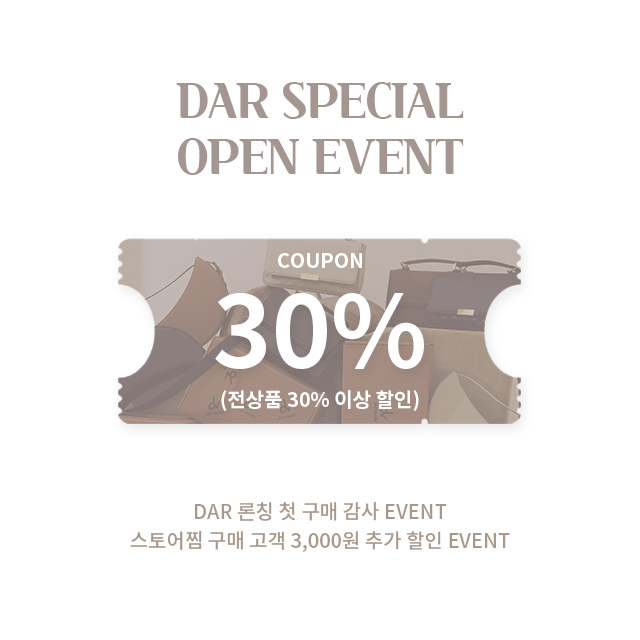 DAR SPECIAL
OPEN EVENT
COUPON
30%
(전상품 30% 이상 할인)
DAR 론칭 첫 구매 감사 EVENT
스토어찜 구매 고객 3,000원 추가 할인 EVENT